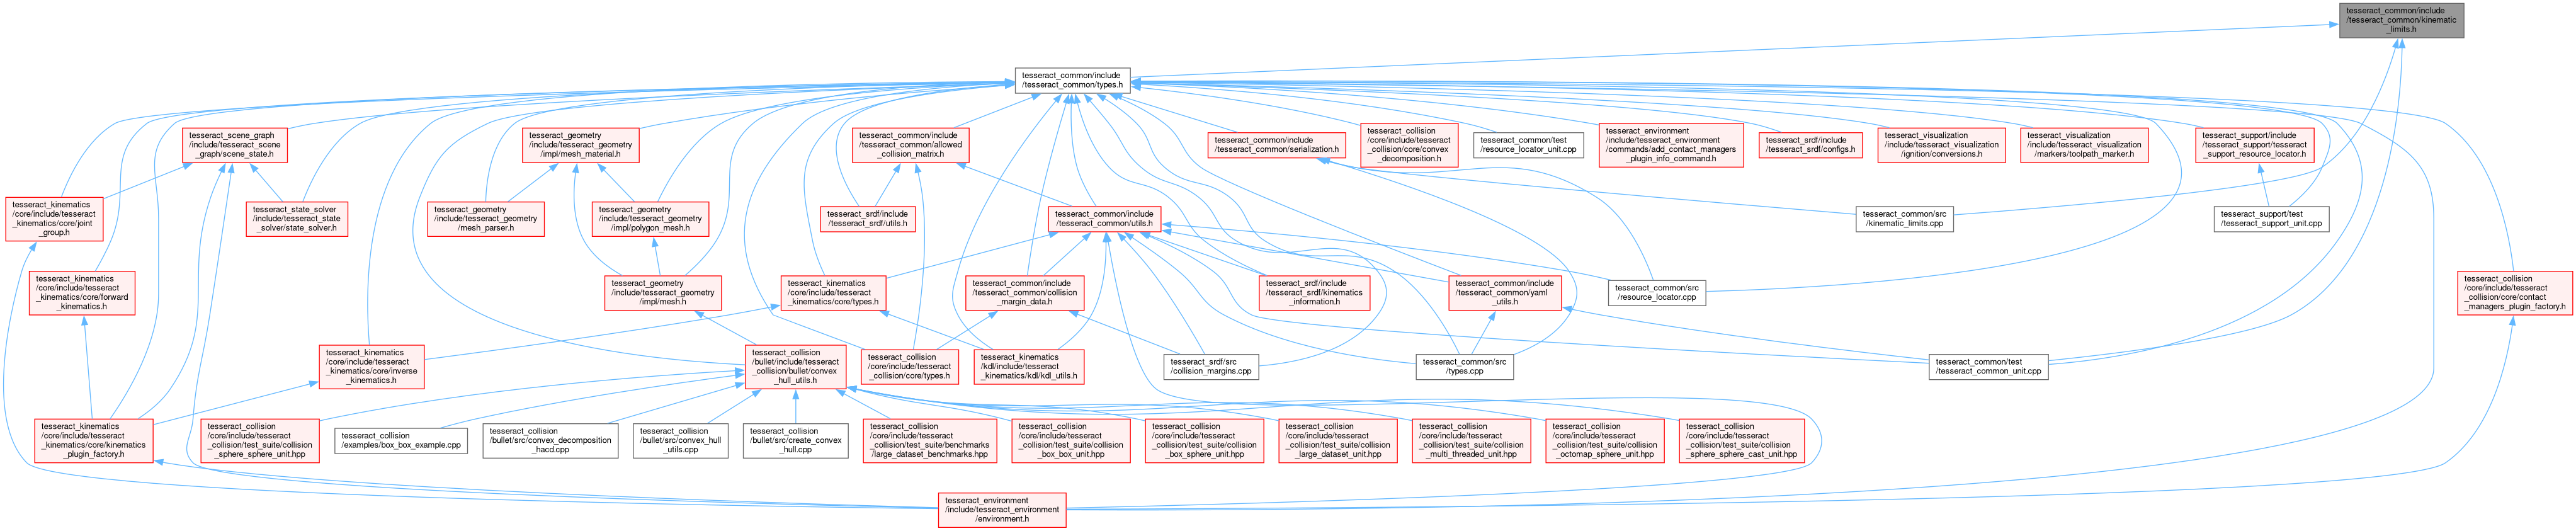 tesseract_common/include
/tesseract_common/kinematic
_limits.h
tesseract_common/include
/tesseract_common/types.h
tesseract_scene_graph
/include/tesseract_scene
_graph/scene_state.h
tesseract_geometry
/include/tesseract_geometry
/impl/mesh_material.h
tesseract_common/include
/tesseract_common/allowed
_collision_matrix.h
tesseract_common/include
/tesseract_common/serialization.h
tesseract_collision
/core/include/tesseract
_collision/core/convex
_decomposition.h
tesseract_common/test
/resource_locator_unit.cpp
tesseract_environment
/include/tesseract_environment
/commands/add_contact_managers
_plugin_info_command.h
tesseract_srdf/include
/tesseract_srdf/configs.h
tesseract_visualization
/include/tesseract_visualization
/ignition/conversions.h
tesseract_visualization
/include/tesseract_visualization
/markers/toolpath_marker.h
tesseract_support/include
/tesseract_support/tesseract
_support_resource_locator.h
tesseract_kinematics
/core/include/tesseract
_kinematics/core/joint
_group.h
tesseract_state_solver
/include/tesseract_state
_solver/state_solver.h
tesseract_geometry
/include/tesseract_geometry
/mesh_parser.h
tesseract_geometry
/include/tesseract_geometry
/impl/polygon_mesh.h
tesseract_srdf/include
/tesseract_srdf/utils.h
tesseract_common/include
/tesseract_common/utils.h
tesseract_common/src
/kinematic_limits.cpp
tesseract_support/test
/tesseract_support_unit.cpp
tesseract_kinematics
/core/include/tesseract
_kinematics/core/forward
_kinematics.h
tesseract_geometry
/include/tesseract_geometry
/impl/mesh.h
tesseract_kinematics
/core/include/tesseract
_kinematics/core/types.h
tesseract_common/include
/tesseract_common/collision
_margin_data.h
tesseract_srdf/include
/tesseract_srdf/kinematics
_information.h
tesseract_common/include
/tesseract_common/yaml
_utils.h
tesseract_common/src
/resource_locator.cpp
tesseract_collision
/core/include/tesseract
_collision/core/contact
_managers_plugin_factory.h
tesseract_kinematics
/core/include/tesseract
_kinematics/core/inverse
_kinematics.h
tesseract_collision
/bullet/include/tesseract
_collision/bullet/convex
_hull_utils.h
tesseract_collision
/core/include/tesseract
_collision/core/types.h
tesseract_kinematics
/kdl/include/tesseract
_kinematics/kdl/kdl_utils.h
tesseract_srdf/src
/collision_margins.cpp
tesseract_common/src
/types.cpp
tesseract_common/test
/tesseract_common_unit.cpp
tesseract_kinematics
/core/include/tesseract
_kinematics/core/kinematics
_plugin_factory.h
tesseract_collision
/core/include/tesseract
_collision/test_suite/collision
_sphere_sphere_unit.hpp
tesseract_collision
/examples/box_box_example.cpp
tesseract_collision
/bullet/src/convex_decomposition
_hacd.cpp
tesseract_collision
/bullet/src/convex_hull
_utils.cpp
tesseract_collision
/bullet/src/create_convex
_hull.cpp
tesseract_collision
/core/include/tesseract
_collision/test_suite/benchmarks
/large_dataset_benchmarks.hpp
tesseract_collision
/core/include/tesseract
_collision/test_suite/collision
_box_box_unit.hpp
tesseract_collision
/core/include/tesseract
_collision/test_suite/collision
_box_sphere_unit.hpp
tesseract_collision
/core/include/tesseract
_collision/test_suite/collision
_large_dataset_unit.hpp
tesseract_collision
/core/include/tesseract
_collision/test_suite/collision
_multi_threaded_unit.hpp
tesseract_collision
/core/include/tesseract
_collision/test_suite/collision
_octomap_sphere_unit.hpp
tesseract_collision
/core/include/tesseract
_collision/test_suite/collision
_sphere_sphere_cast_unit.hpp
tesseract_environment
/include/tesseract_environment
/environment.h